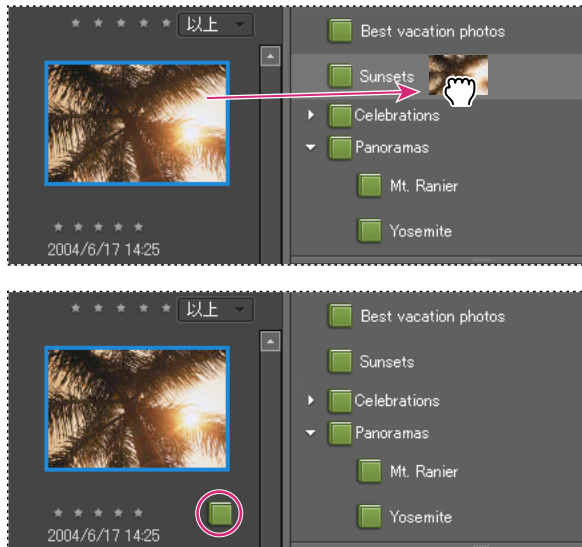 以上
Best vacation photos
Sunsets
Celebrations
Panoramas
Mt. Ranier
Yosemite
2004/6/17 14:25
以上
Best vacation photos
Sunsets
Celebrations
Panoramas
Mt. Ranier
Yosemite
2004/6/17 14:25